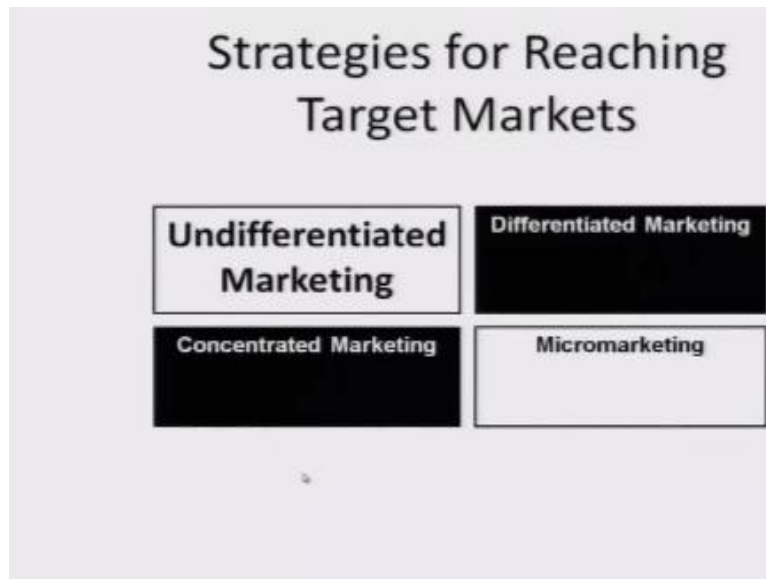 Strategies for Reaching
Target Markets
Undifferentiated
Marketing
Differentiated Marketing
Concentrated Marketing
Micromarketing